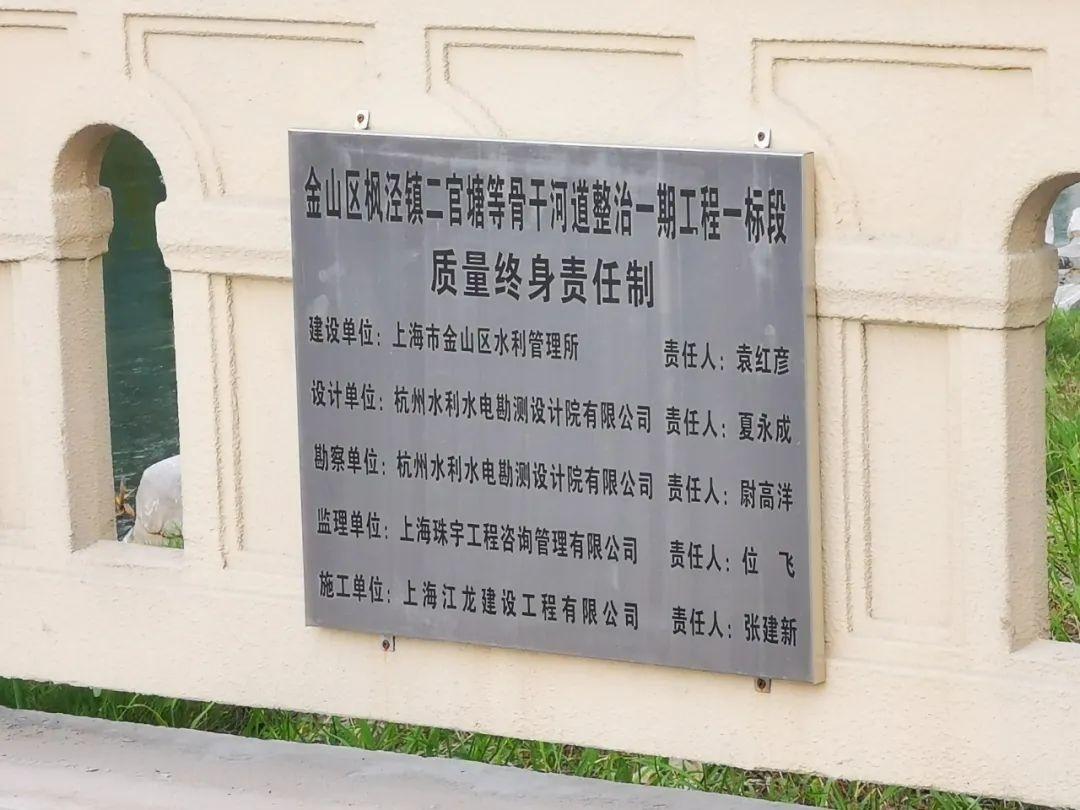 金山区枫泾镇二官塘等骨干河道整治一期工程一标段
质量终身责任制
建设单位：上海市金山区水利管理所 责任人：袁红彦
设计单位：杭州水利水电勘测设计院有限公司 责任人：夏永成
勘察单位：杭州水利水电勘测设计院有限公司 责任人：尉高洋
监理单位：上海珠宇工程咨询管理有限公司 责任人：位 飞
施工单位：上海江龙建设工程有限公司 责任人：张建新